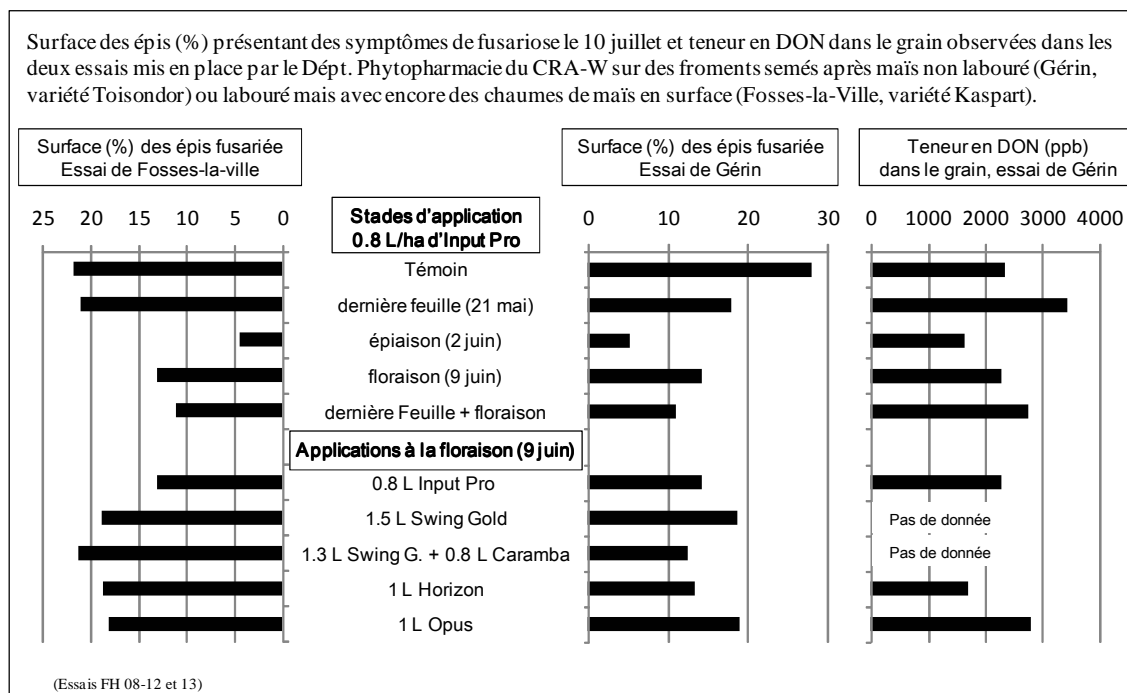 Surface des épis (%) présentant des symptômes de fusariose le 10 juillet et teneur en DON dans le grain observées dans les
deux essais mis en place par le Dépt. Phytopharmacie du CRA-W sur des froments semés après maïs non labouré (Gérin,
variété Toisondor) ou labouré mais avec encore des chaumes de maïs en surface (Fosses-la-Ville, variété Kaspart).
Surface (%) des épis fusariée
Essai de Fosses-la-ville
Surface (%) des épis fusariée
Essai de Gérin
Teneur en DON (ppb)
dans le grain, essai de Gérin
25 20 15 10 5 0
Stades d'application
0.8 L/ha d'Input Pro
0 10 20 30
0 1000 2000 3000 4000
Témoin
dernière feuille (21 mai)
épiaison (2 juin)
floraison (9 juin)
dernière Feuille + floraison
Applications à la floraison (9 juin)
0.8 L Input Pro
1.5 L Swing Gold
Pas de donnée
1.3 L Swing G. + 0.8 L Caramba
Pas de donnée
1 L Horizon
1 L Opus
(Essais FH 08-12 et 13)